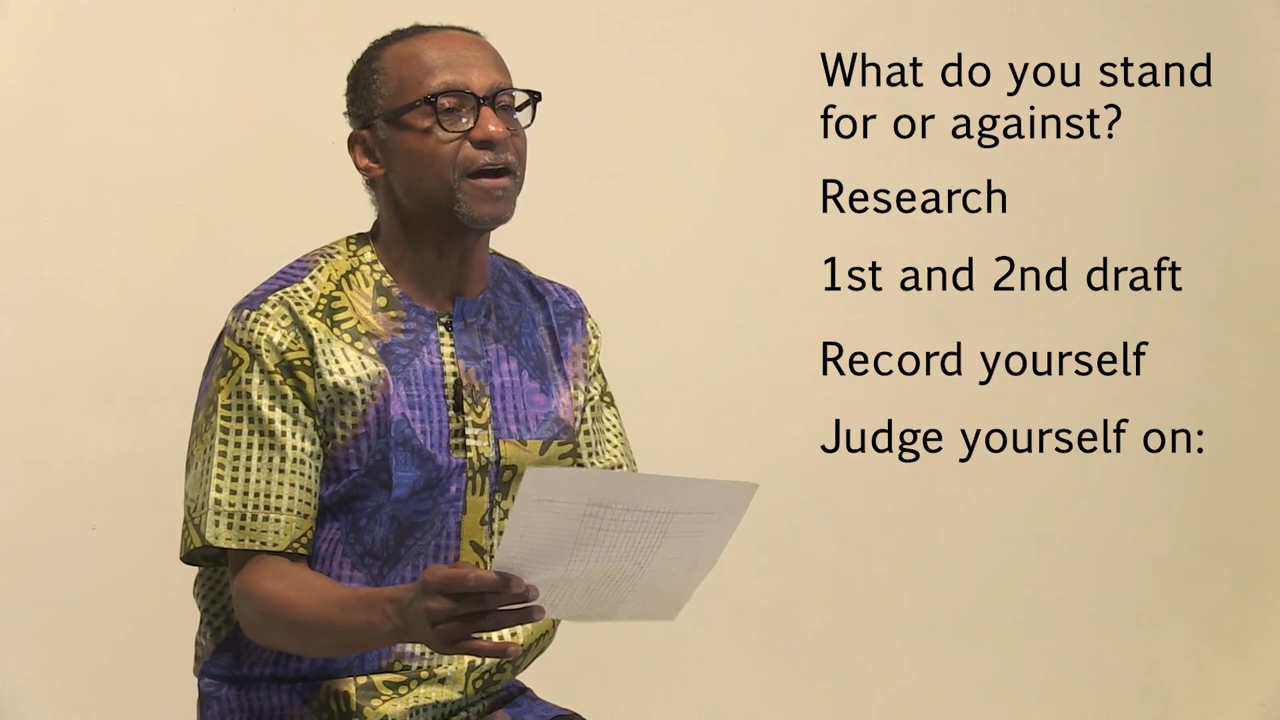 What do you stand
for or against?
Research
1st and 2nd draft
Record yourself
Judge yourself on: